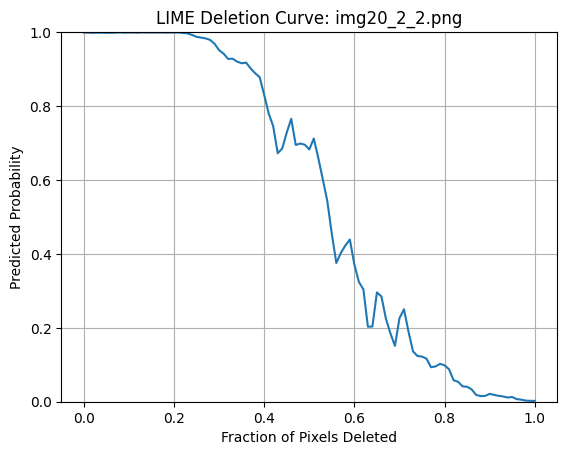 LIME Deletion Curve: img20_2_2.png
Predicted Probability
1.0
0.8
0.6
0.4
0.2
0.0
0.0 0.2 0.4 0.6 0.8 1.0
Fraction of Pixels Deleted